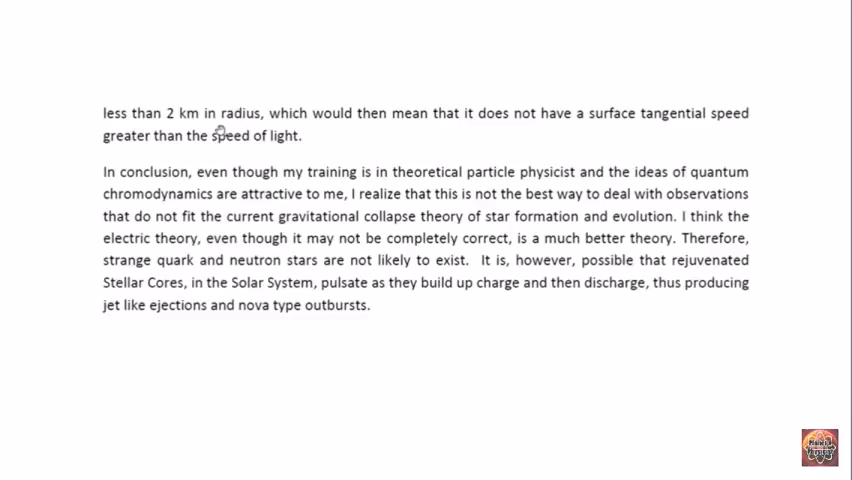 less than 2 km in radius, which would then mean that it does not have a surface tangential speed
greater than the speed of light.
In conclusion, even though my training is in theoretical particle physicist and the ideas of quantum
chromodynamics are attractive to me, I realize that this is not the best way to deal with observations
that do not fit the current gravitational collapse theory of star formation and evolution. I think the
electric theory, even though it may not be completely correct, is a much better theory. Therefore,
strange quark and neutron stars are not likely to exist. It is, however, possible that rejuvenated
Stellar Cores, in the Solar System, pulsate as they build up charge and then discharge, thus producing
jet like ejections and nova type outbursts.